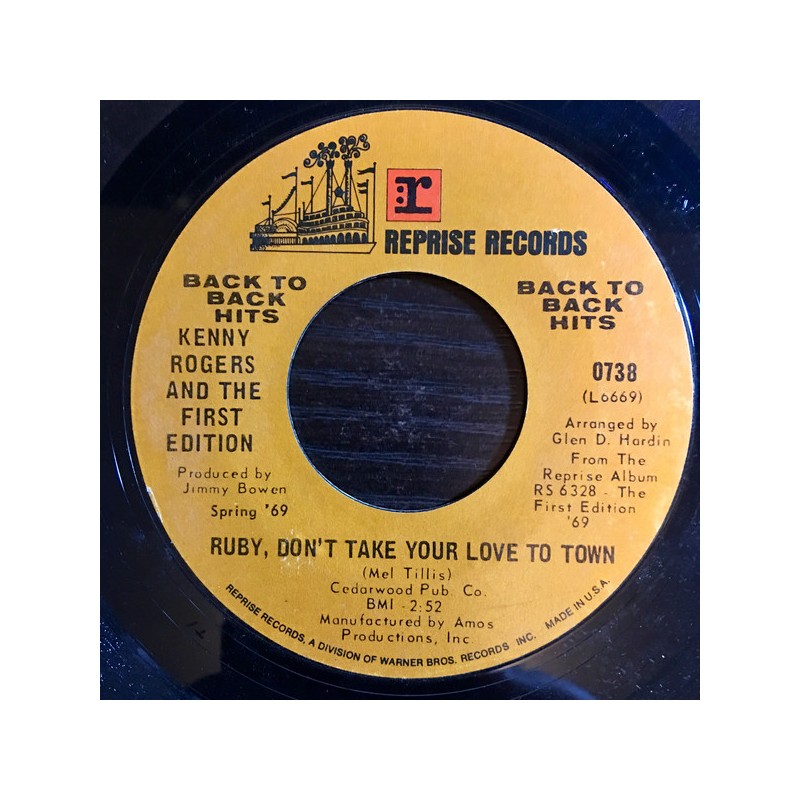 r
REPRISE RECORDS
BACK TO
BACK
HITS
KENNY
ROGERS
AND THE
FIRST
EDITION
Produced by
Jimmy Bowen
Spring '69
BACK TO
BACK
HITS
0738
(L6669)
Arranged by
Glen D. Hardin
From The
Reprise Album
RS 6328 - The
First Edition
'69
RUBY, DON'T TAKE YOUR LOVE TO TOWN
(Mel Tillis)
Cedarwood Pub. Co.
BMI - 2:52
Manufactured by Amos
Productions, Inc.
REPRISE RECORDS, A DIVISION OF WARNER BROS. RECORDS INC. MADE IN U.S.A.